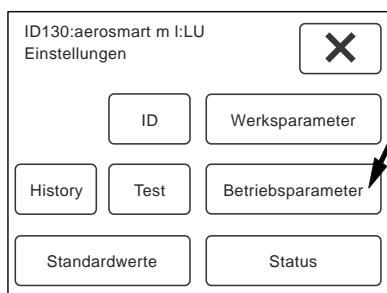 ID130:aerosmart m l:LU
Einstellungen
ID
Werksparameter
History
Test
Betriebsparameter
Standardwerte
Status